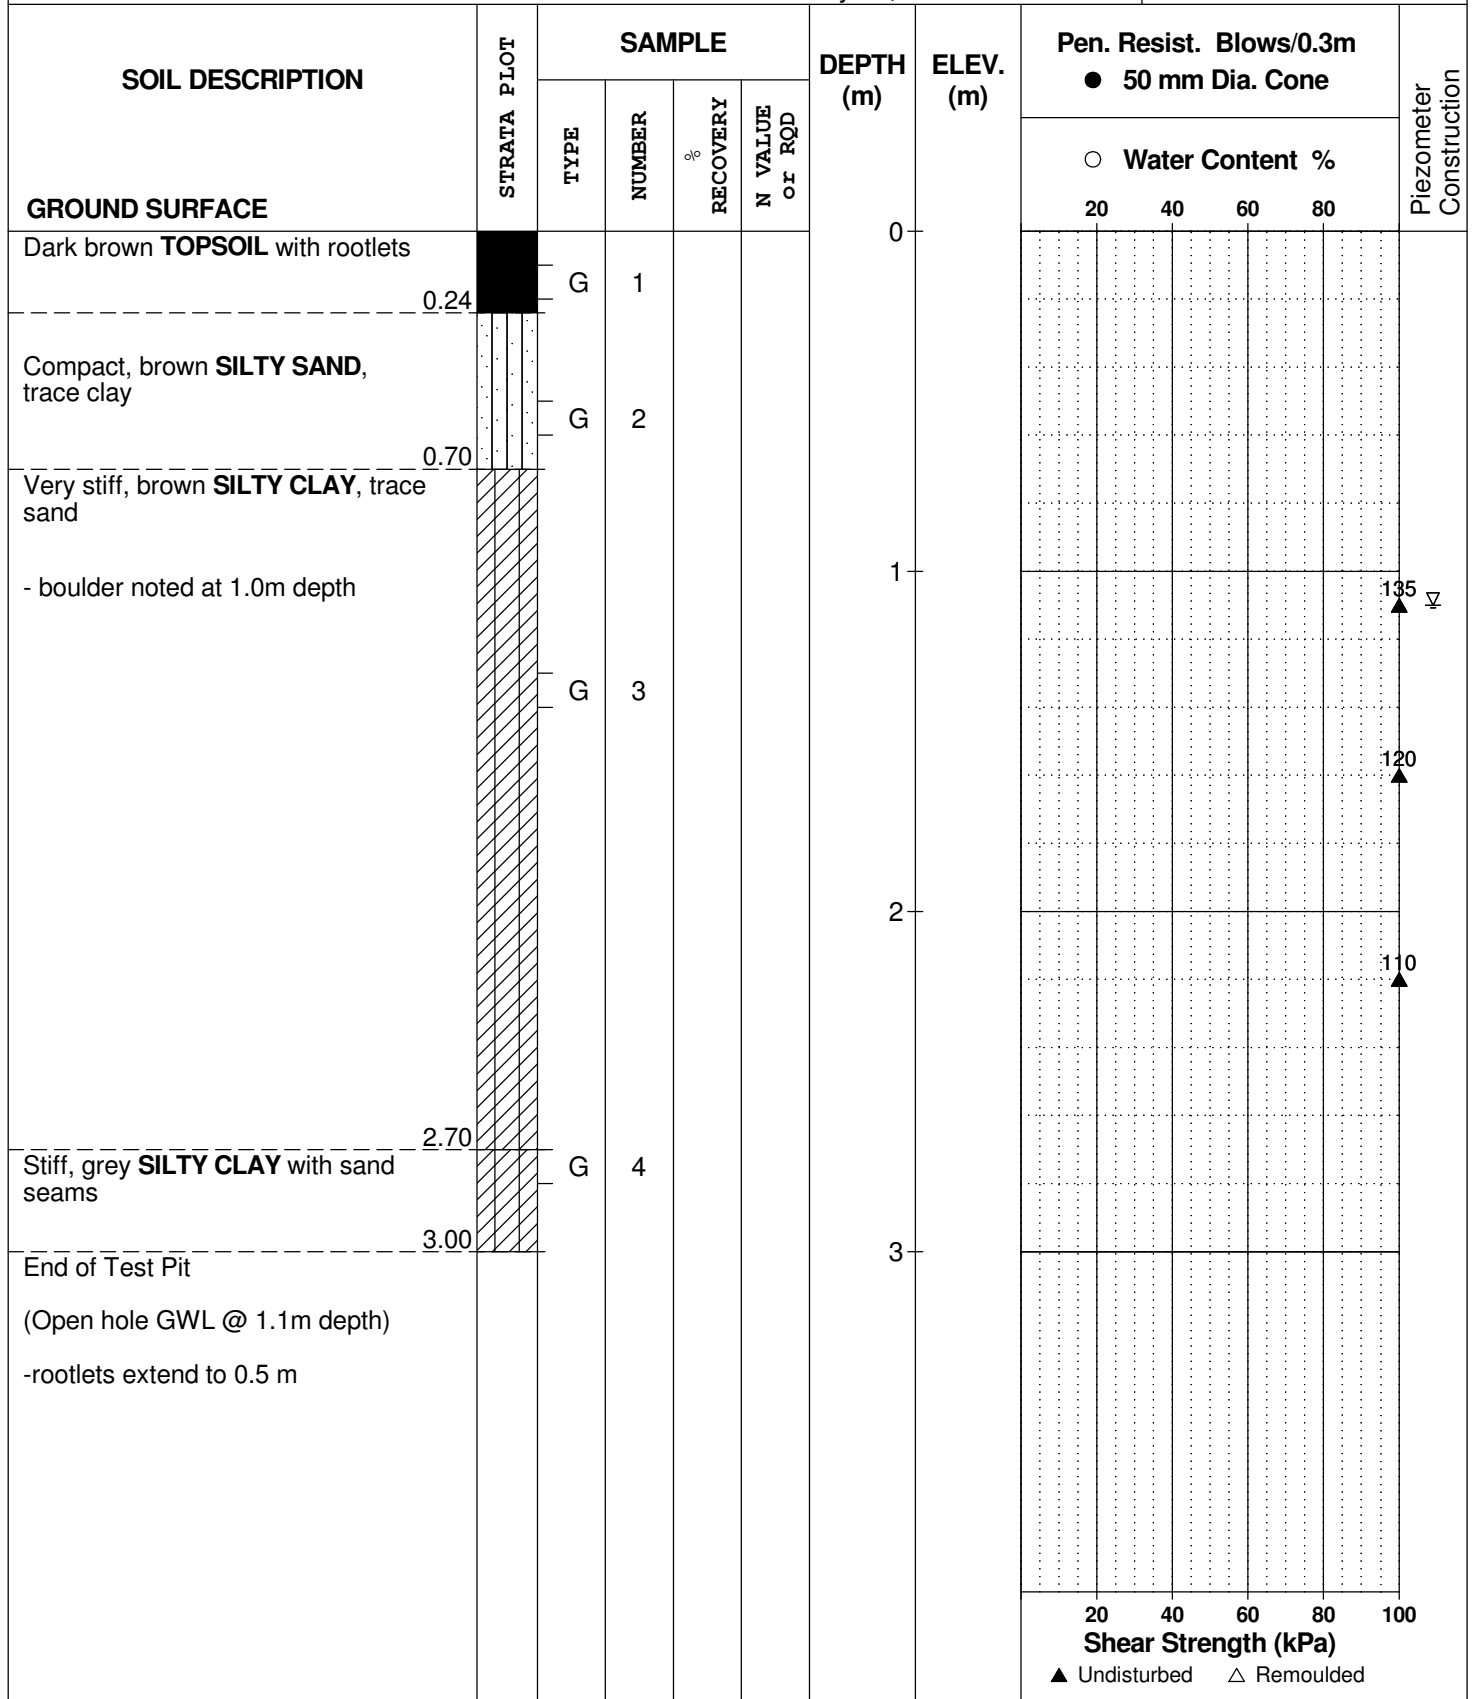 SOIL DESCRIPTION
GROUND SURFACE
STRATA PLOT
SAMPLE
TYPE
NUMBER
%
RECOVERY
N VALUE
or RQD
DEPTH
(m)
ELEV.
(m)
Pen. Resist. Blows/0.3m
● 50 mm Dia. Cone
○ Water Content %
20 40 60 80
Piezometer
Construction
0
Dark brown TOPSOIL with rootlets
0.24
G 1
Compact, brown SILTY SAND,
trace clay
0.70
G 2
Very stiff, brown SILTY CLAY, trace
sand
- boulder noted at 1.0m depth
1
135
G 3
120
2
110
2.70
Stiff, grey SILTY CLAY with sand
seams
3.00
G 4
3
End of Test Pit
(Open hole GWL @ 1.1m depth)
-rootlets extend to 0.5 m
20 40 60 80 100
Shear Strength (kPa)
▲ Undisturbed △ Remoulded